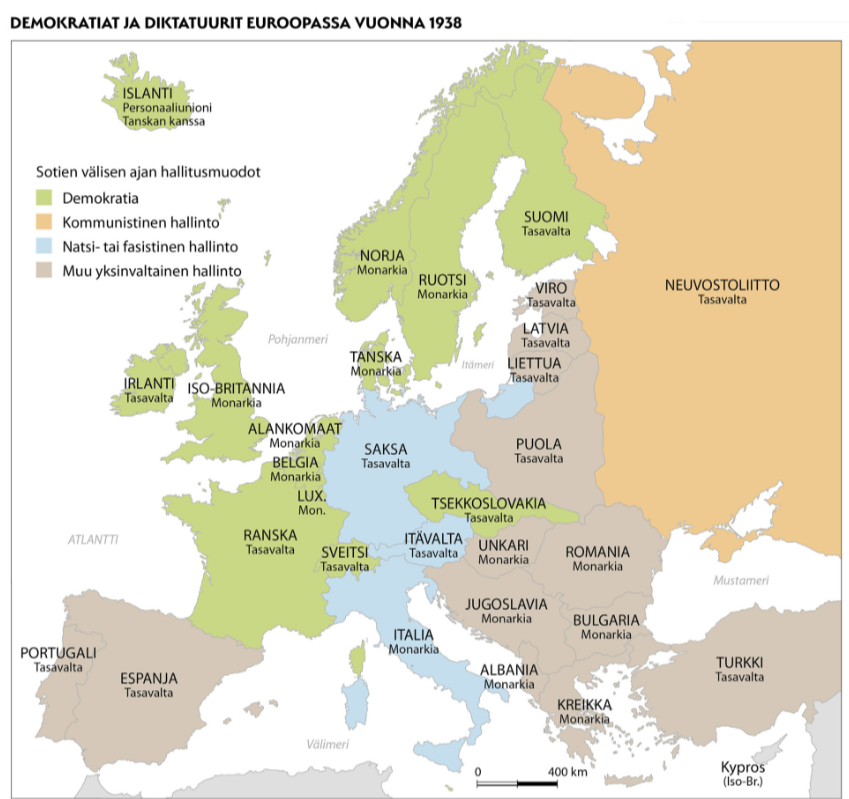 DEMOKRATIAT JA DIKTATUURIT EUROOPASSA VUONNA 1938
ISLANTI
Personaaliunioni
Tanskan kanssa
Sotien välisen ajan hallitusmuodot
Demokratia
Kommunistinen hallinto
Natsi- tai fasistinen hallinto
Muu yksinvaltainen hallinto
SUOMI
Tasavalta
NORJA
Monarkia
RUOTSI
Monarkia
NEUVOSTOLIITTO
Tasavalta
VIRO
Tasavalta
LATVIA
Tasavalta
LIETTUA
Tasavalta
Pohjanmeri
Itämeri
TANSKA
Monarkia
IRLANTI
Tasavalta
ISO-BRITANNIA
Monarkia
ALANKOMAAT
Monarkia
BELGIA
Monarkia
LUX.
Mon.
SAKSA
Tasavalta
PUOLA
Tasavalta
TSEKKOSLOVAKIA
Tasavalta
ATLANTTI
RANSKA
Tasavalta
SVEITSI
Tasavalta
ITÄVALTA
Tasavalta
UNKARI
Monarkia
ROMANIA
Monarkia
Mustameri
JUGOSLAVIA
Monarkia
BULGARIA
Monarkia
ITALIA
Monarkia
ALBANIA
Monarkia
PORTUGALI
Tasavalta
ESPANJA
Tasavalta
TURKKI
Tasavalta
KREIKKA
Monarkia
Välimeri
0 400 km
Kypros
(Iso-Br.)